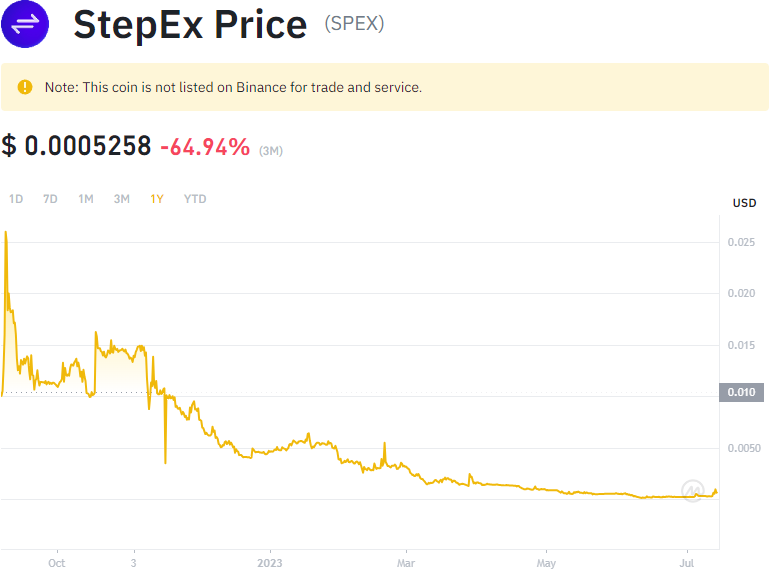 StepEx Price (SPEX)
Note: This coin is not listed on Binance for trade and service.
$ 0.0005258 -64.94% (3M)
1D 7D 1M 3M 1Y YTD
USD
0.025
0.020
0.015
0.010
0.0050
Oct 3 2023 Mar May Jul